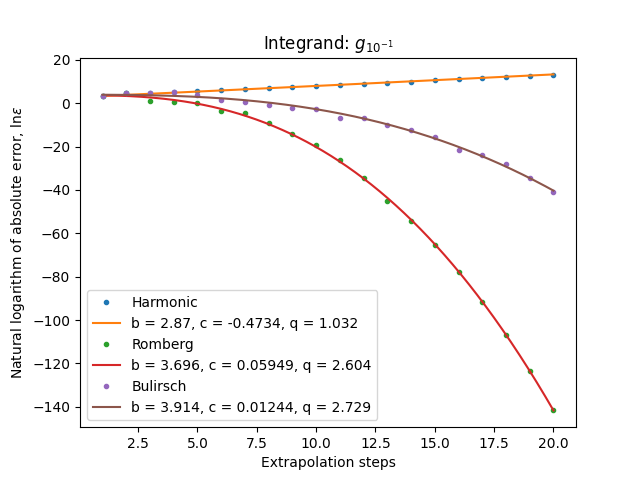 Integrand: g₁₀⁻¹
Natural logarithm of absolute error, lnε
20
0
−20
−40
−60
−80
−100
−120
−140
Harmonic
b = 2.87, c = -0.4734, q = 1.032
Romberg
b = 3.696, c = 0.05949, q = 2.604
Bulirsch
b = 3.914, c = 0.01244, q = 2.729
2.5 5.0 7.5 10.0 12.5 15.0 17.5 20.0
Extrapolation steps